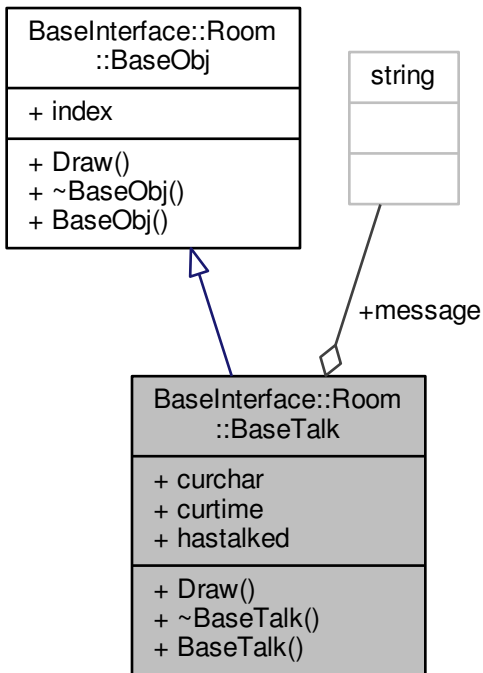 BaseInterface::Room
::BaseObj
+ index
+ Draw()
+ ~BaseObj()
+ BaseObj()
string
+message
BaseInterface::Room
::BaseTalk
+ curchar
+ curtime
+ hastalked
+ Draw()
+ ~BaseTalk()
+ BaseTalk()